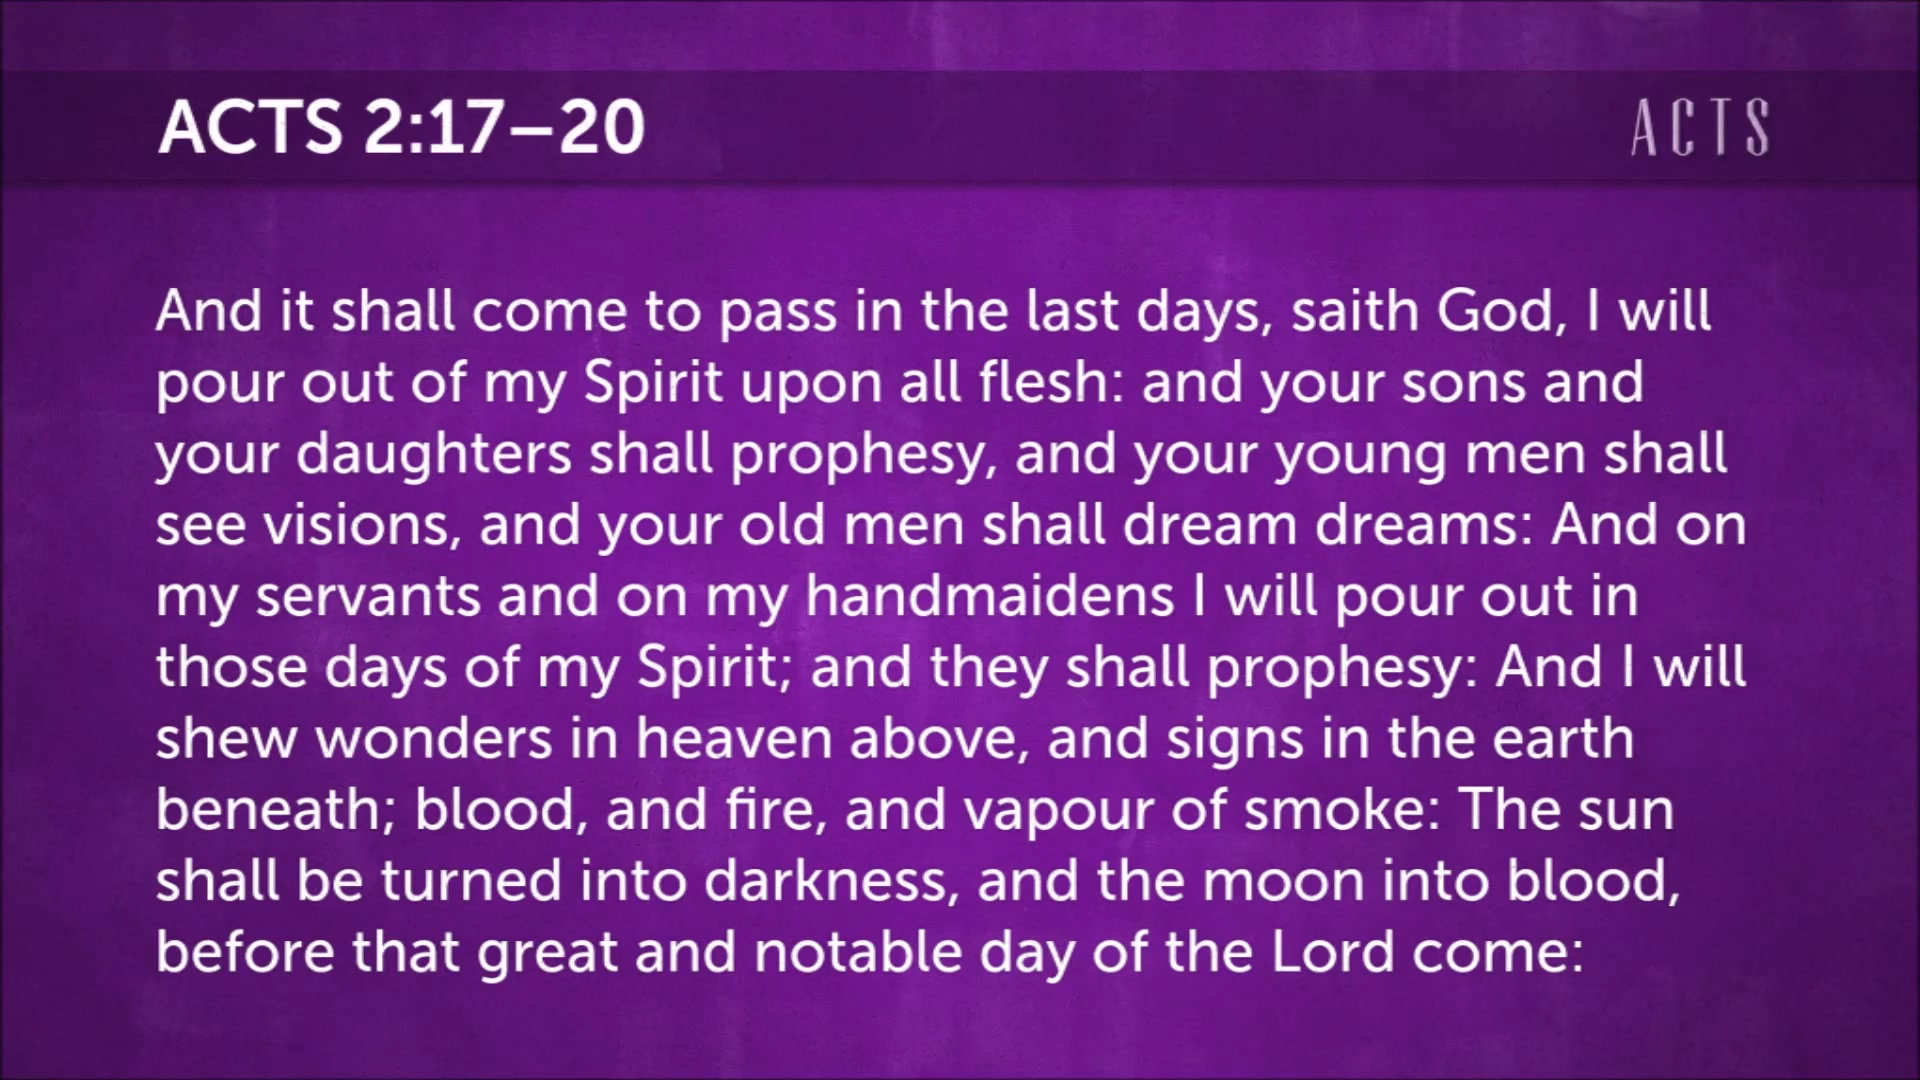 ACTS 2:17–20
ACTS
And it shall come to pass in the last days, saith God, I will
pour out of my Spirit upon all flesh: and your sons and
your daughters shall prophesy, and your young men shall
see visions, and your old men shall dream dreams: And on
my servants and on my handmaidens I will pour out in
those days of my Spirit; and they shall prophesy: And I will
shew wonders in heaven above, and signs in the earth
beneath; blood, and fire, and vapour of smoke: The sun
shall be turned into darkness, and the moon into blood,
before that great and notable day of the Lord come: